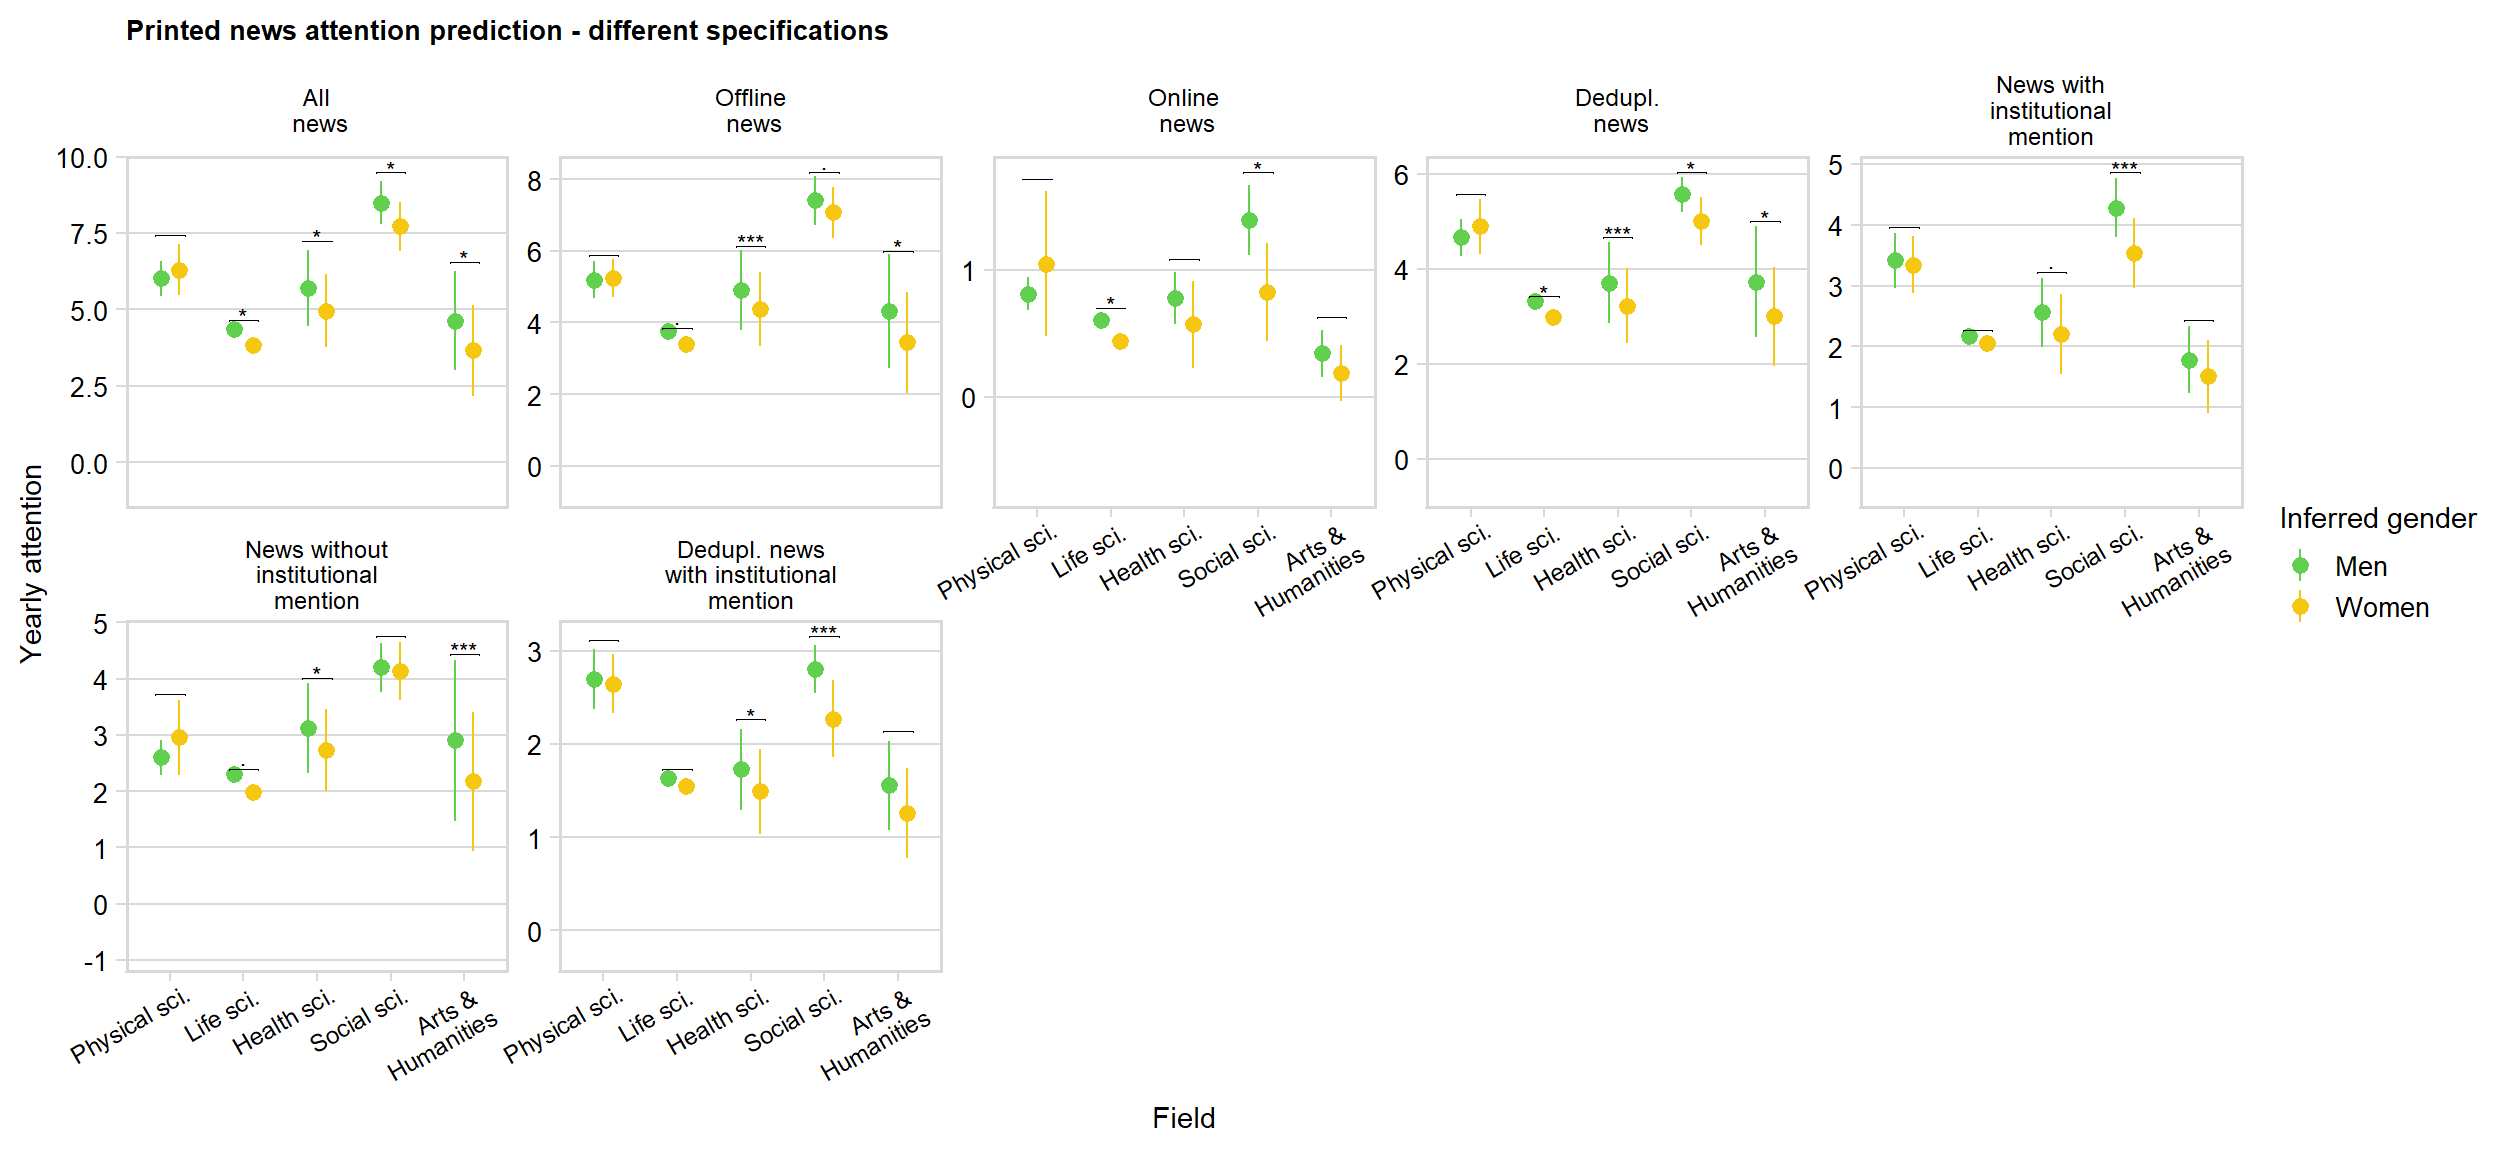 Printed news attention prediction - different specifications
All
news
Offline
news
Online
news
Dedupl.
news
News with
institutional
mention
10.0
7.5
5.0
2.5
0.0
*
*
*
*
8
6
4
2
0
.
***
.
*
1
0
*
*
6
4
2
0
*
***
*
*
5
4
3
2
1
0
.
***
Physical sci.
Life sci.
Health sci.
Social sci.
Arts &
Humanities
Physical sci.
Life sci.
Health sci.
Social sci.
Arts &
Humanities
Physical sci.
Life sci.
Health sci.
Social sci.
Arts &
Humanities
Yearly attention
News without
institutional
mention
Dedupl. news
with institutional
mention
5
4
3
2
1
0
-1
.
*
***
3
2
1
0
*
***
Physical sci.
Life sci.
Health sci.
Social sci.
Arts &
Humanities
Physical sci.
Life sci.
Health sci.
Social sci.
Arts &
Humanities
Field
Inferred gender
Men
Women